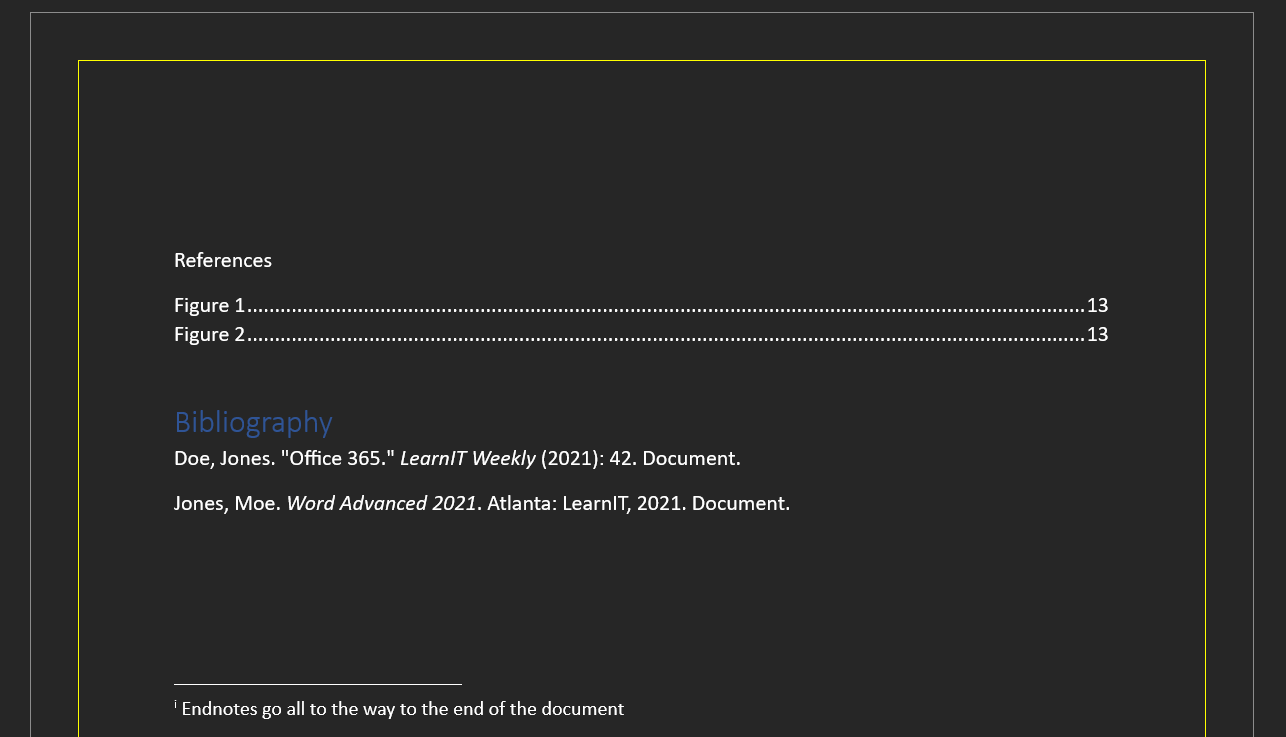 References
Figure 1.......................................................................................................................................................13
Figure 2.......................................................................................................................................................13
Bibliography
Doe, Jones. "Office 365." LearnIT Weekly (2021): 42. Document.
Jones, Moe. Word Advanced 2021. Atlanta: LearnIT, 2021. Document.
i Endnotes go all to the way to the end of the document